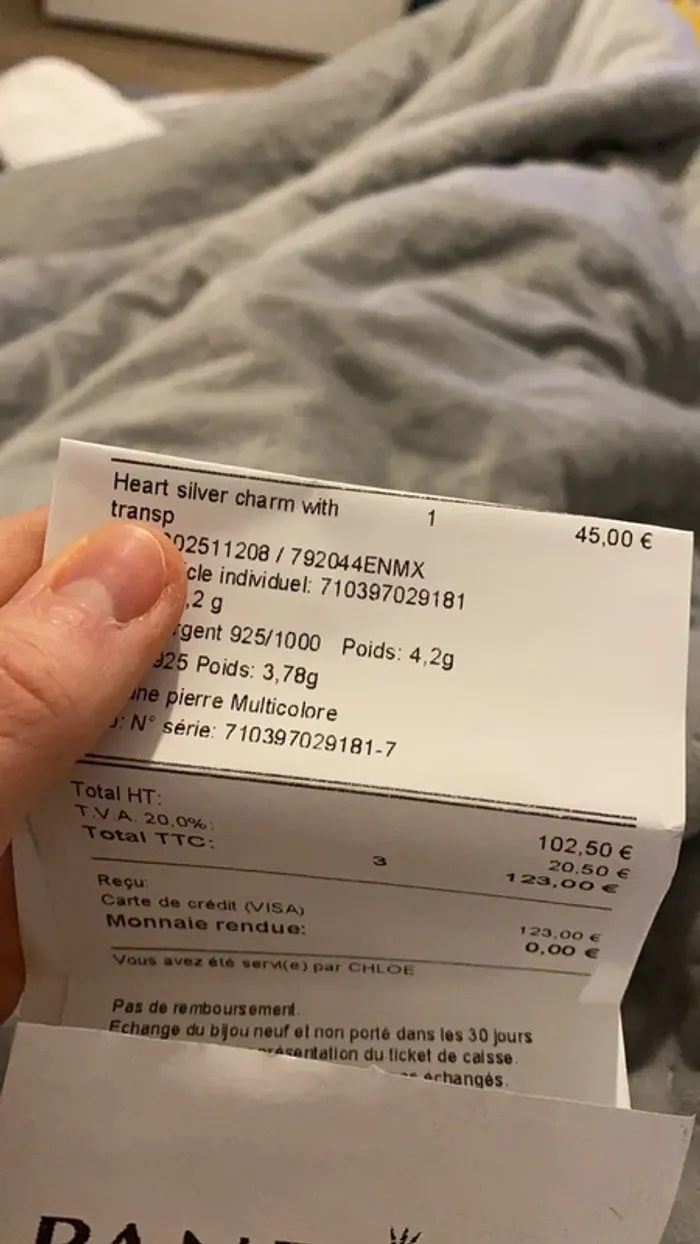 Heart silver charm with 1 45,00 €
transp
02511208 / 792044ENMX
cle individuel: 710397029181
,2 g
rgent 925/1000 Poids: 4,2g
925 Poids: 3,78g
une pierre Multicolore
: N° série: 710397029181-7
Total HT: 102,50 €
T.V.A. 20,0%: 20,50 €
Total TTC: 3 123,00 €
Reçu:
Carte de crédit (VISA) 123,00 €
Monnaie rendue: 0,00 €
Vous avez été servi(e) par CHLOE
Pas de remboursement.
Echange du bijou neuf et non porté dans les 30 jours
présentation du ticket de caisse.
échangés.
PAN